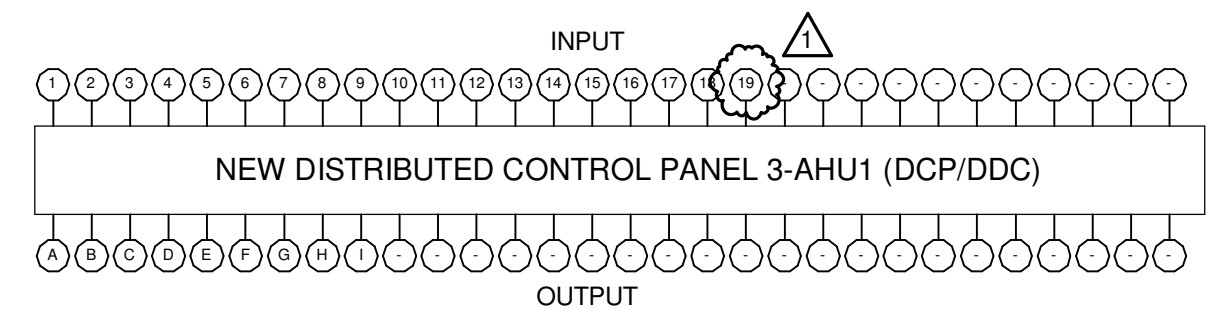 INPUT 1
1 2 3 4 5 6 7 8 9 10 11 12 13 14 15 16 17 18 19 - - - - - - - - - - -
NEW DISTRIBUTED CONTROL PANEL 3-AHU1 (DCP/DDC)
A B C D E F G H I - - - - - - - - - - - - - - - - - - - - -
OUTPUT